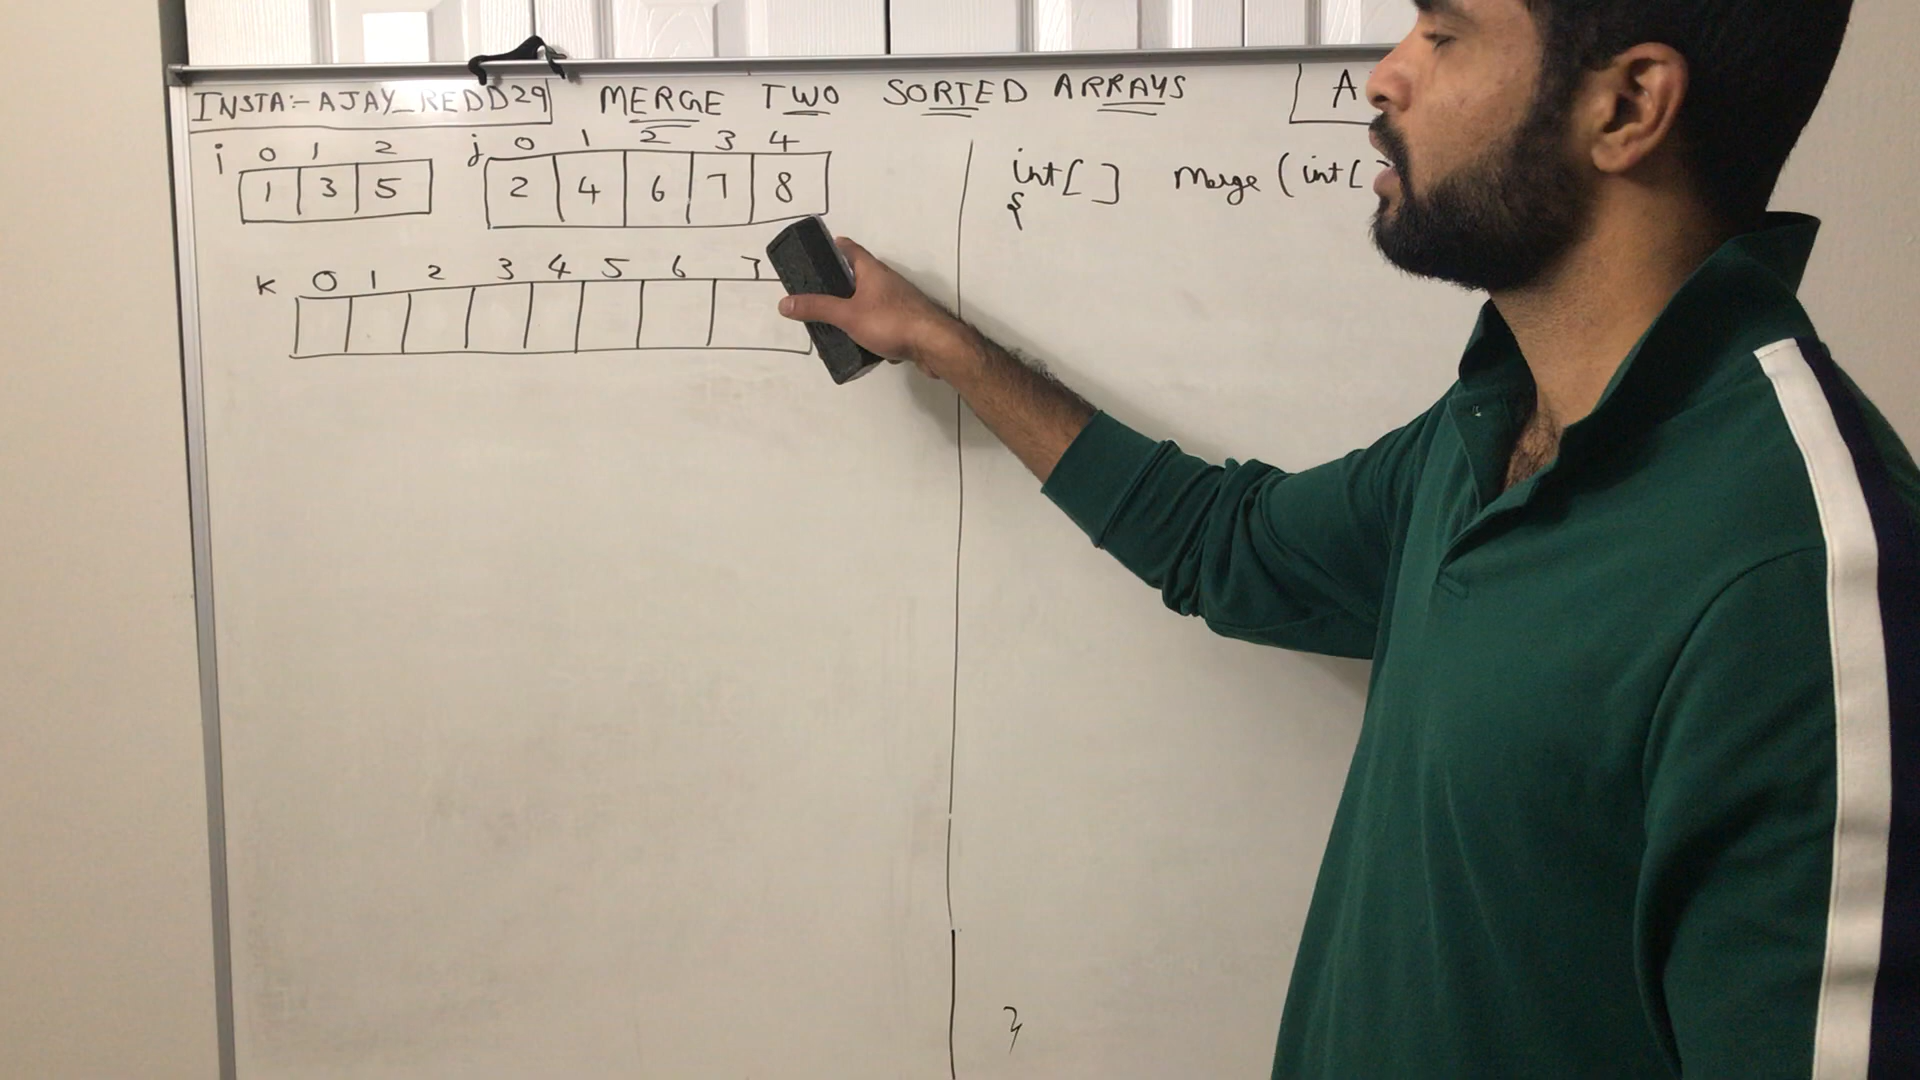 INSTA:- AJAY_REDD29 MERGE TWO SORTED ARRAYS A
i 0 1 2 j 0 1 2 3 4
1 3 5 2 4 6 7 8
int[ ] Merge (int[
{
k 0 1 2 3 4 5 6 7
}